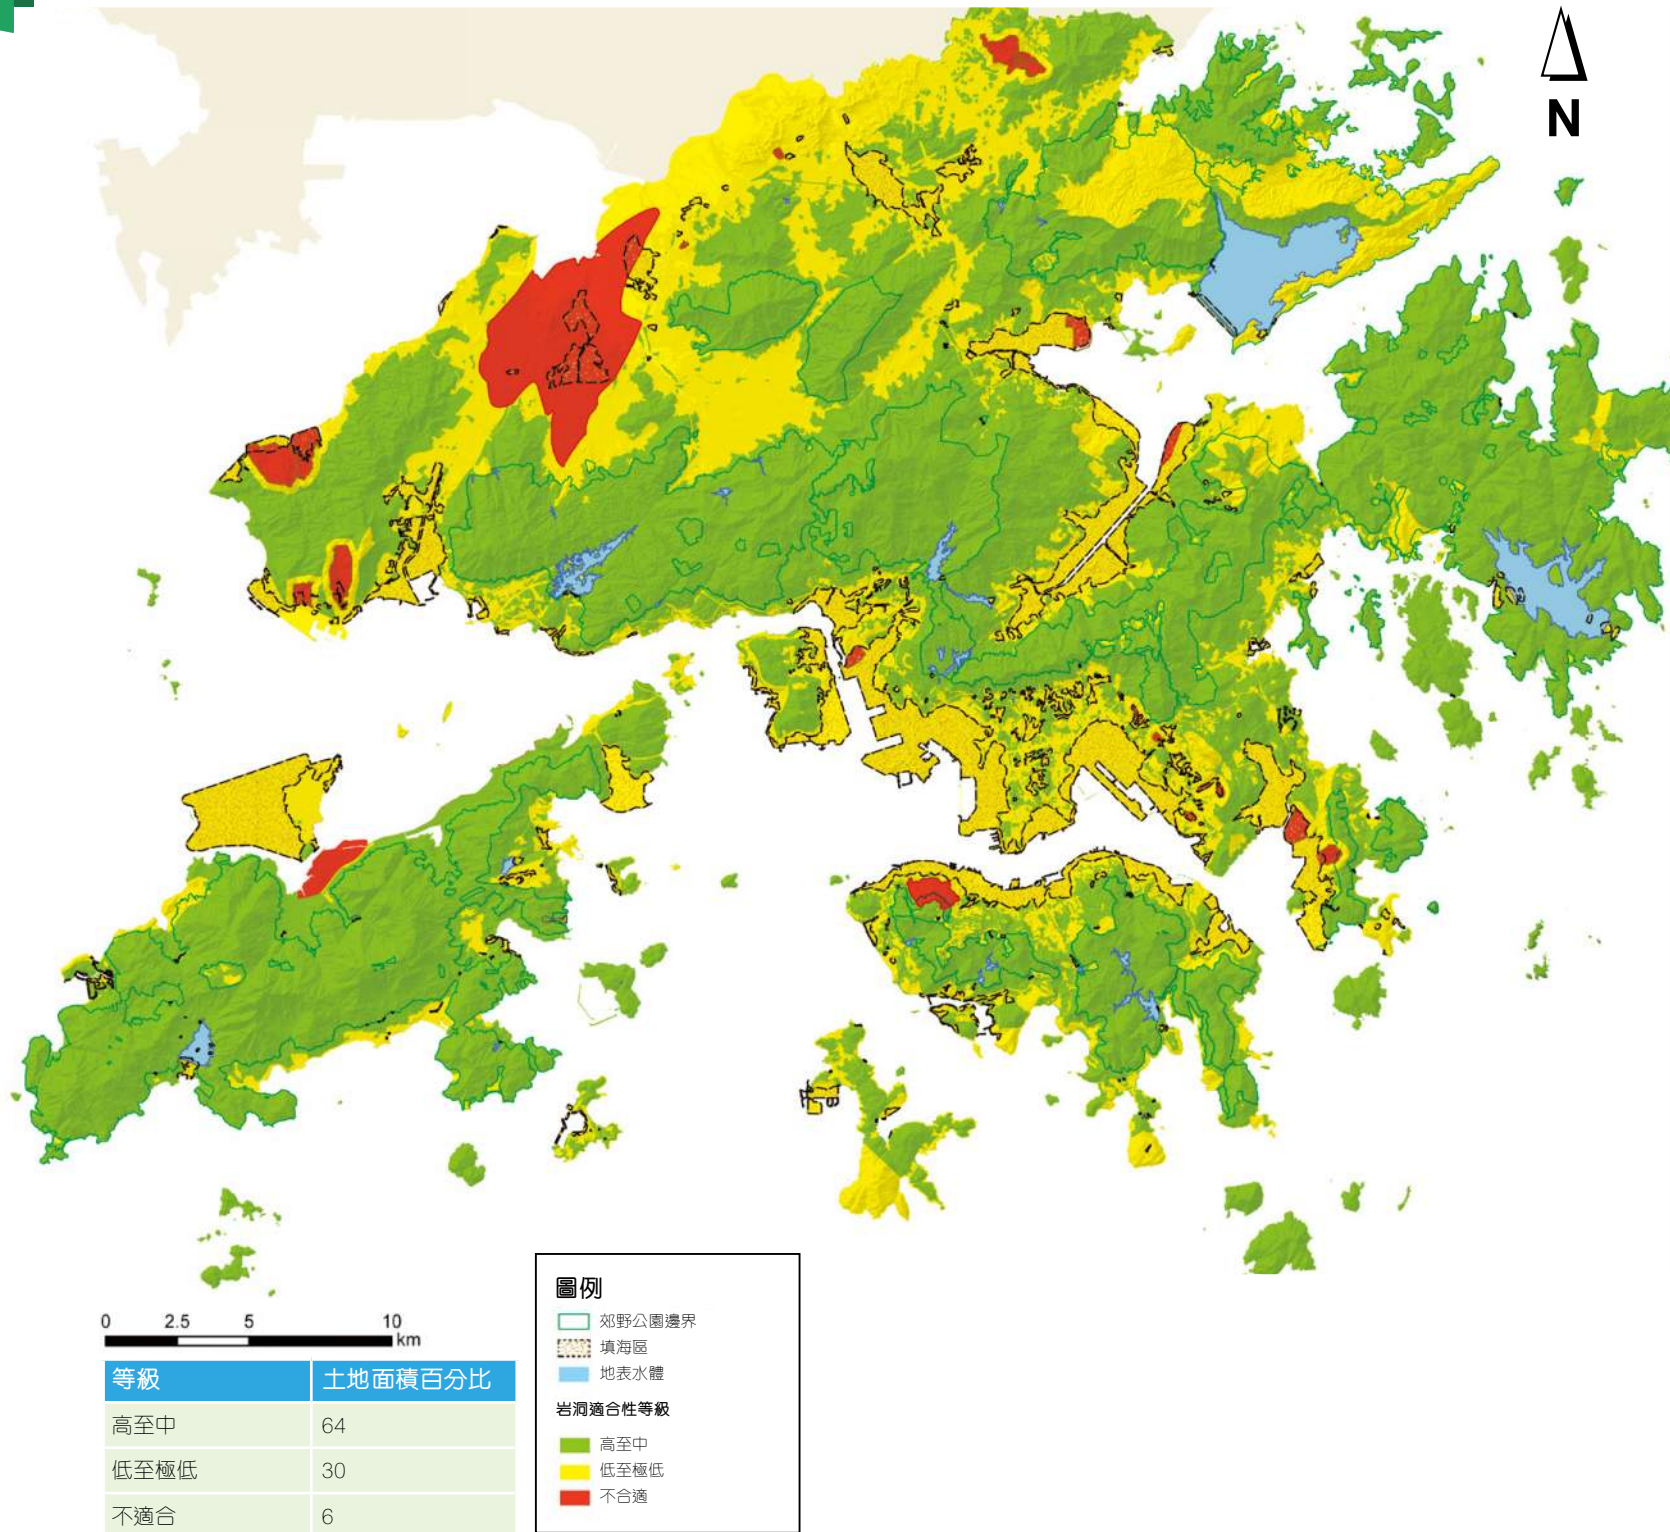 N
0 2.5 5 10
km
等級 土地面積百分比
高至中 64
低至極低 30
不適合 6
圖例
郊野公園邊界
填海區
地表水體
岩洞適合性等級
高至中
低至極低
不合適